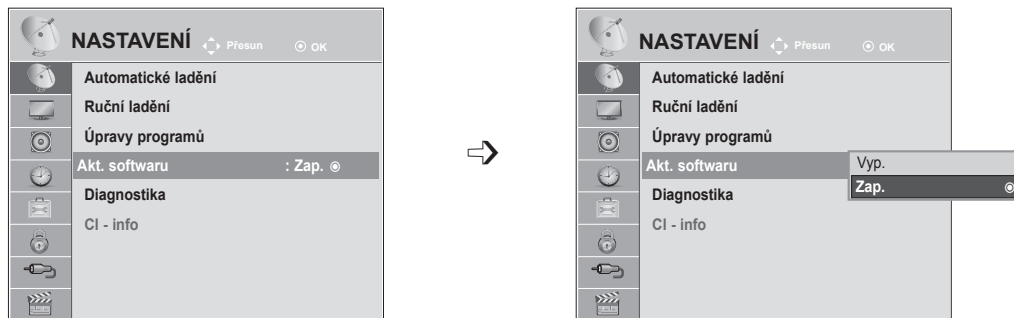 NASTAVENÍ Přesun OK
Automatické ladění
Ruční ladění
Úpravy programů
Akt. softwaru : Zap.
Diagnostika
CI - info
NASTAVENÍ Přesun OK
Automatické ladění
Ruční ladění
Úpravy programů
Akt. softwaru
Vyp.
Zap.
Diagnostika
CI - info